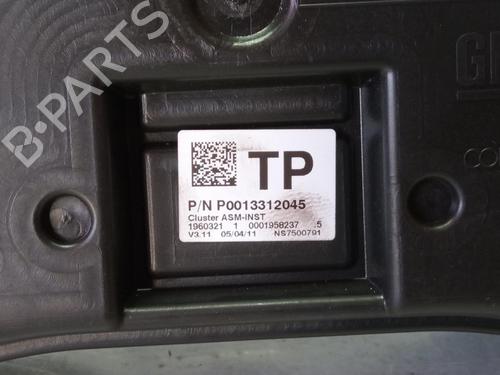 B-PARTS
TP
P/N P0013312045
Cluster ASM-INST
1960321 1 0001958237 5
V3.11 05/04/11 NS7500791